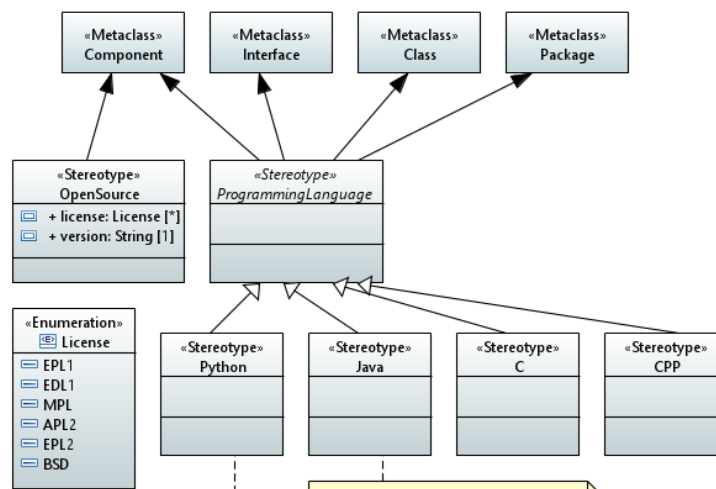 «Metaclass»
Component
«Metaclass»
Interface
«Metaclass»
Class
«Metaclass»
Package
«Stereotype»
OpenSource
+ license: License [*]
+ version: String [1]
«Stereotype»
ProgrammingLanguage
«Enumeration»
«E» License
EPL1
EDL1
MPL
APL2
EPL2
BSD
«Stereotype»
Python
«Stereotype»
Java
«Stereotype»
C
«Stereotype»
CPP